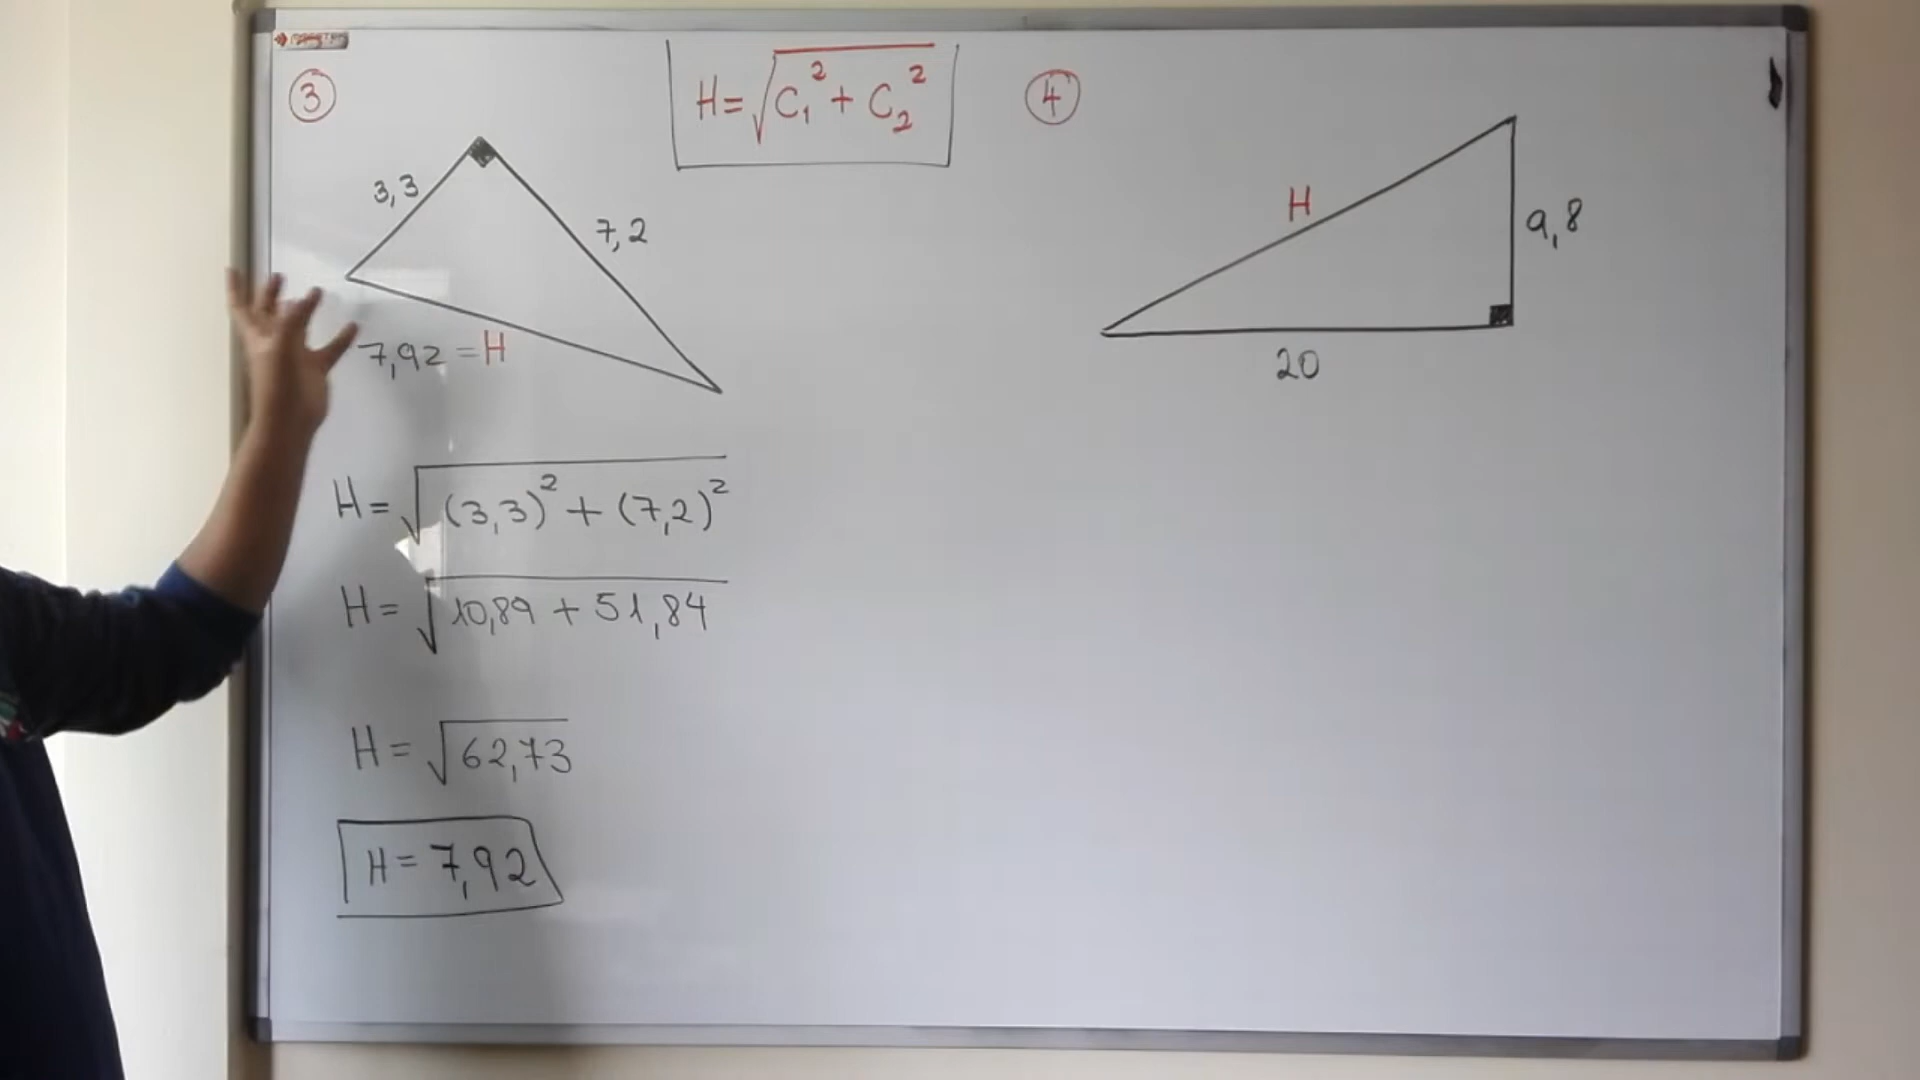 ③
H = √C₁² + C₂²
④
3,3
7,2
7,92 = H
H
9,8
20
H = √(3,3)² + (7,2)²
H = √10,89 + 51,84
H = √62,73
H = 7,92